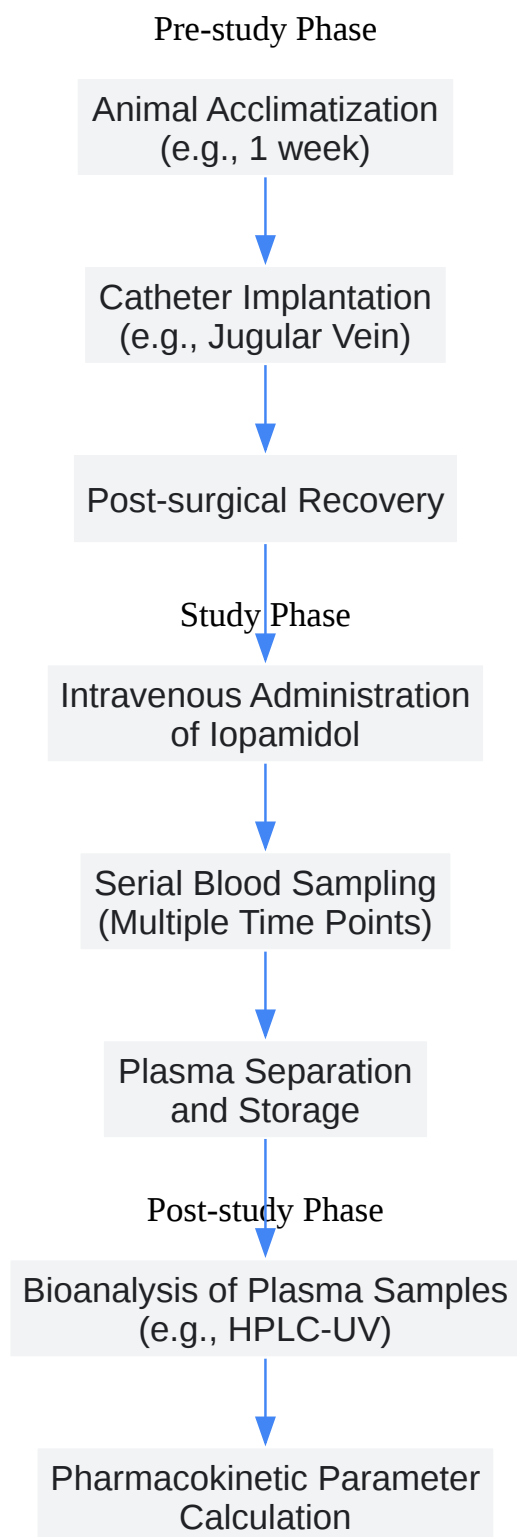 Pre-study Phase
Animal Acclimatization
(e.g., 1 week)
Catheter Implantation
(e.g., Jugular Vein)
Post-surgical Recovery
Study Phase
Intravenous Administration
of Iopamidol
Serial Blood Sampling
(Multiple Time Points)
Plasma Separation
and Storage
Post-study Phase
Bioanalysis of Plasma Samples
(e.g., HPLC-UV)
Pharmacokinetic Parameter
Calculation